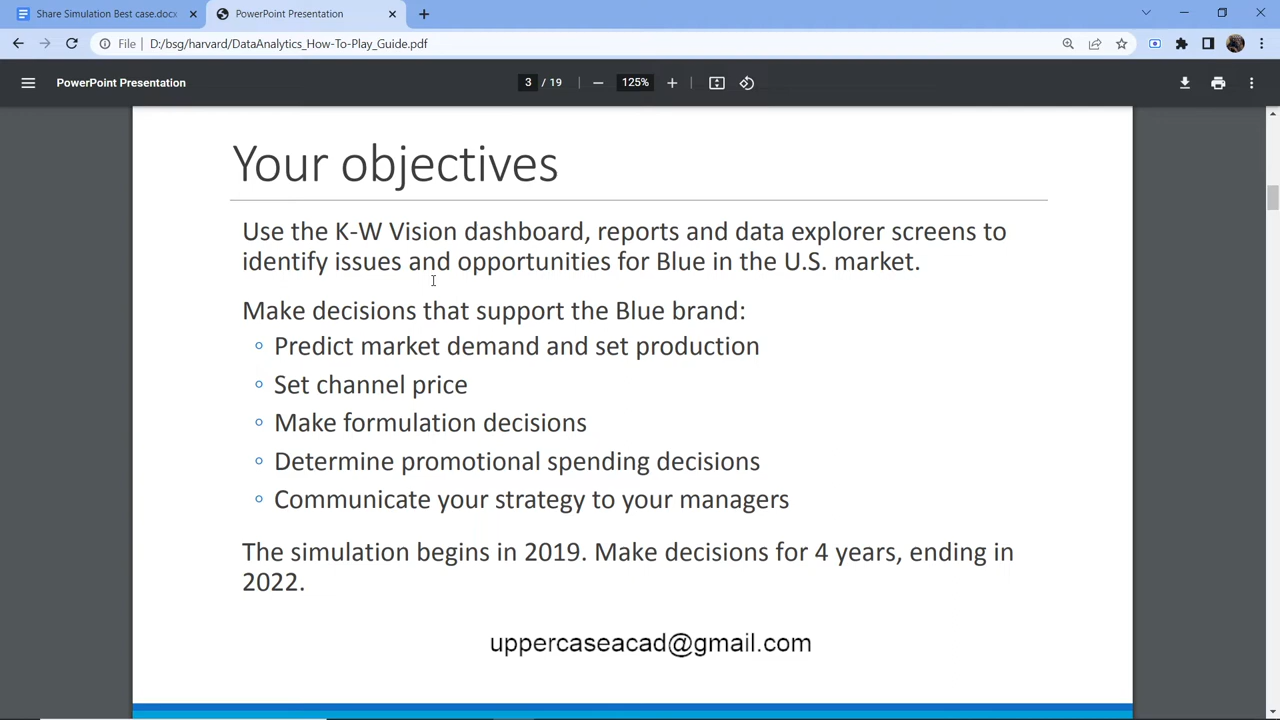 Share Simulation Best case.docx
PowerPoint Presentation
File
D:/bsg/harvard/DataAnalytics_How-To-Play_Guide.pdf
PowerPoint Presentation
3 / 19
125%
Your objectives
Use the K-W Vision dashboard, reports and data explorer screens to
identify issues and opportunities for Blue in the U.S. market.
Make decisions that support the Blue brand:
Predict market demand and set production
Set channel price
Make formulation decisions
Determine promotional spending decisions
Communicate your strategy to your managers
The simulation begins in 2019. Make decisions for 4 years, ending in
2022.
uppercaseacad@gmail.com